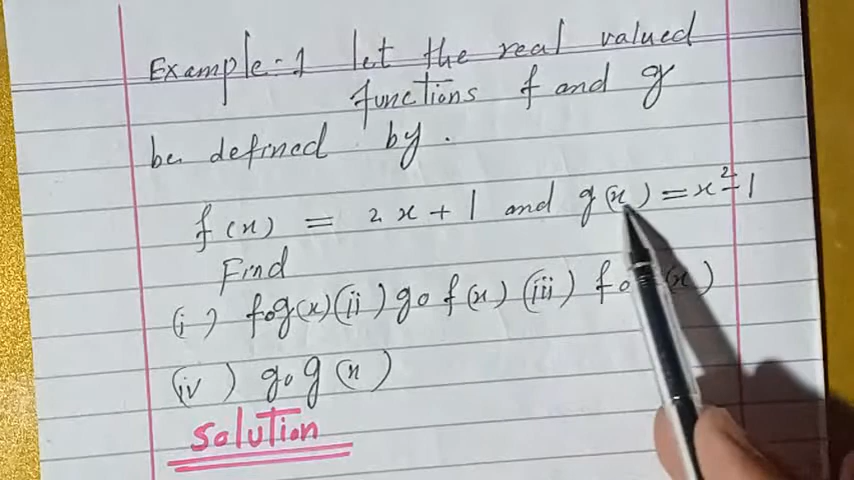 Example:-1 let the real valued
functions f and g
be defined by.
f(x) = 2x+1 and g(x) = x²-1
Find
(i) fog(x) (ii) gof(x) (iii) fo (x)
(iv) gog(x)
Solution